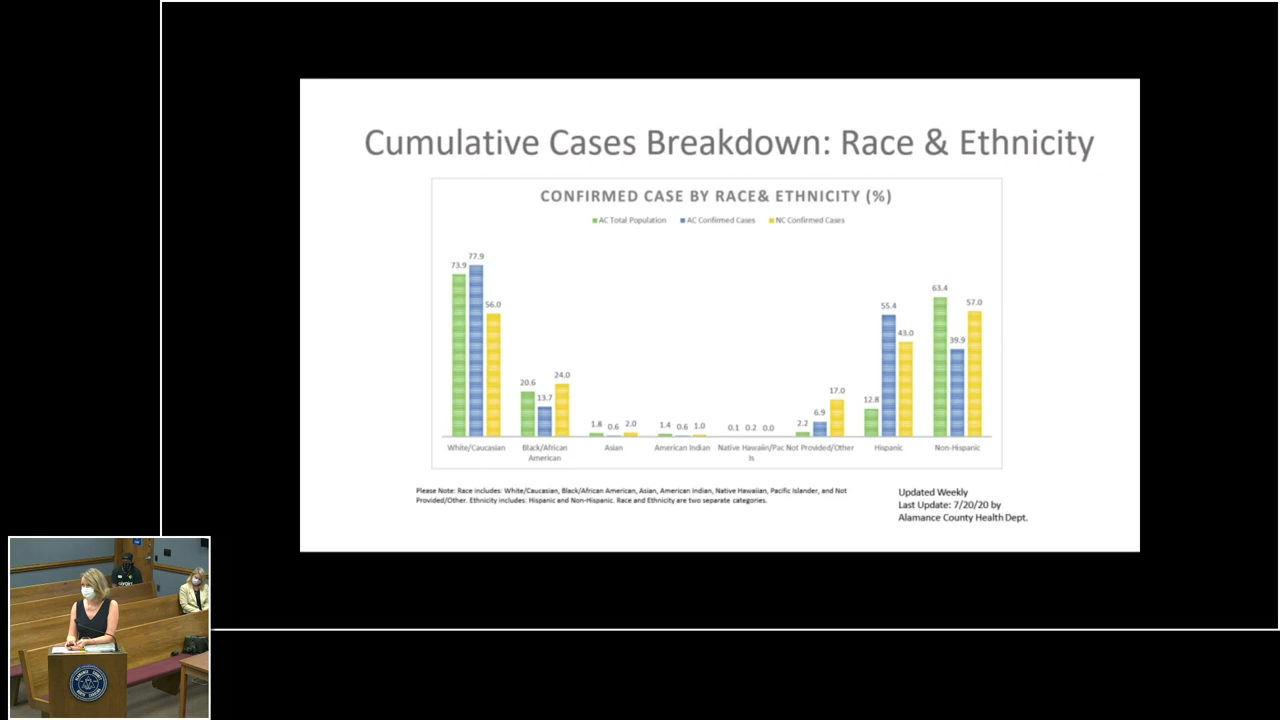 Cumulative Cases Breakdown: Race & Ethnicity
CONFIRMED CASE BY RACE& ETHNICITY (%)
AC Total Population AC Confirmed Cases NC Confirmed Cases
73.9 77.9 56.0
20.6 13.7 24.0
1.8 0.6 2.0
1.4 0.6 1.0
0.1 0.2 0.0
2.2 6.9 17.0
12.8 55.4 43.0
63.4 39.9 57.0
White/Caucasian
Black/African
American
Asian
American Indian
Native Hawaiin/Pac
Is
Not Provided/Other
Hispanic
Non-Hispanic
Please Note: Race includes: White/Caucasian, Black/African American, Asian, American Indian, Native Hawaiian, Pacific Islander, and Not
Provided/Other. Ethnicity includes: Hispanic and Non-Hispanic. Race and Ethnicity are two separate categories.
Updated Weekly
Last Update: 7/20/20 by
Alamance County Health Dept.